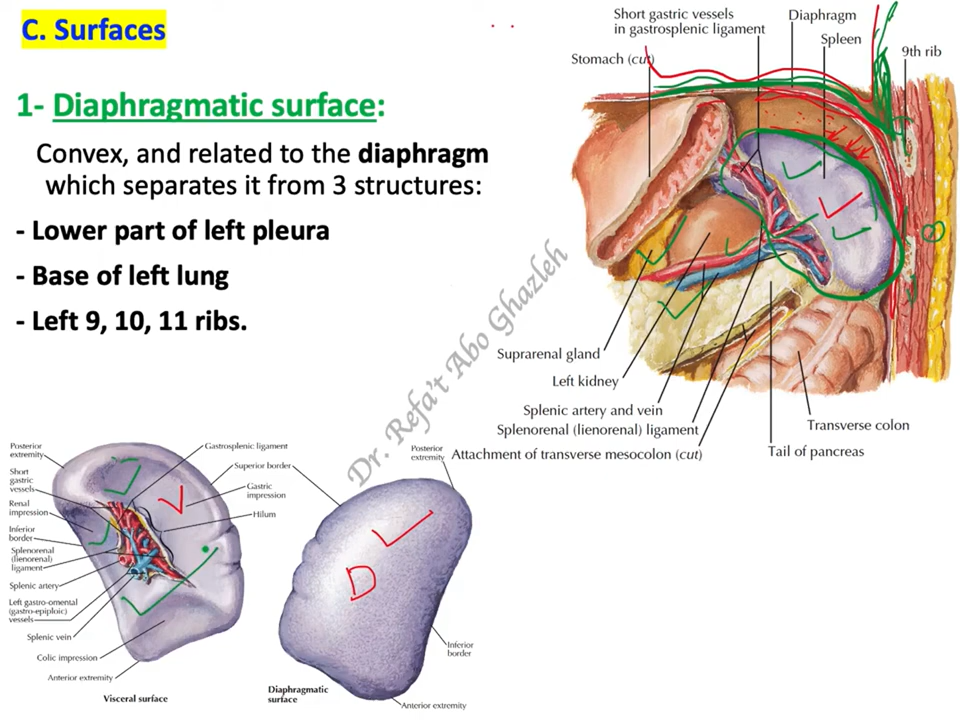 C. Surfaces
1- Diaphragmatic surface:
Convex, and related to the diaphragm
which separates it from 3 structures:
- Lower part of left pleura
- Base of left lung
- Left 9, 10, 11 ribs.
Short gastric vessels
in gastrosplenic ligament
Diaphragm
Spleen
Stomach (cut)
9th rib
Suprarenal gland
Left kidney
Splenic artery and vein
Splenorenal (lienorenal) ligament
Attachment of transverse mesocolon (cut)
Tail of pancreas
Transverse colon
Dr. Refa't Abo Ghazleh
Posterior
extremity
Short
gastric
vessels
Renal
impression
Inferior
border
Splenorenal
(lienorenal)
ligament
Splenic artery
Left gastro-omental
(gastro-epiploic)
vessels
Splenic vein
Colic impression
Anterior extremity
Gastrosplenic ligament
Superior border
Gastric
impression
Hilum
Visceral surface
Posterior
extremity
D
Inferior
border
Diaphragmatic
surface
Anterior extremity